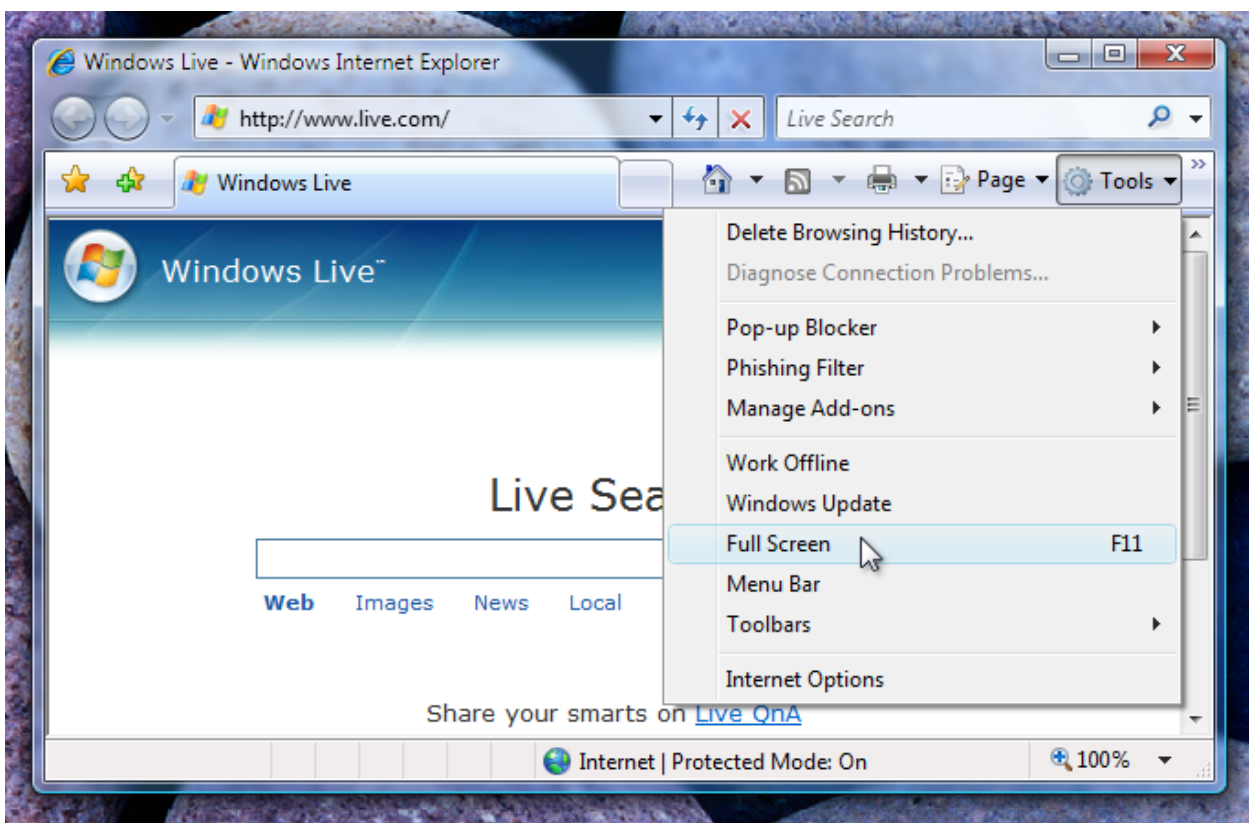 Windows Live - Windows Internet Explorer
http://www.live.com/
Live Search
Windows Live
Page
Tools
Windows Live™
Delete Browsing History...
Diagnose Connection Problems...
Pop-up Blocker
Phishing Filter
Manage Add-ons
Work Offline
Windows Update
Full Screen F11
Menu Bar
Toolbars
Internet Options
Live Sea
Web Images News Local
Share your smarts on Live QnA
Internet | Protected Mode: On
100%